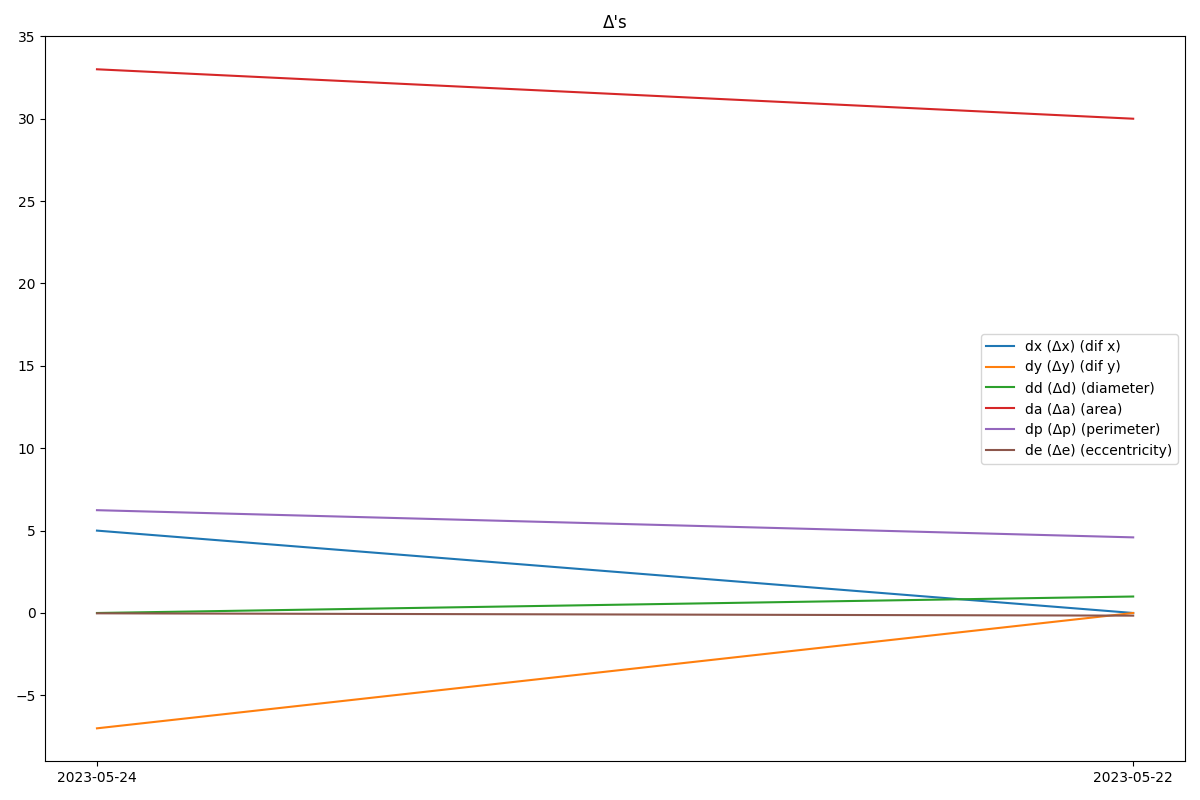 Δ's
35
30
25
20
15
10
5
0
−5
dx (Δx) (dif x)
dy (Δy) (dif y)
dd (Δd) (diameter)
da (Δa) (area)
dp (Δp) (perimeter)
de (Δe) (eccentricity)
2023-05-24 2023-05-22